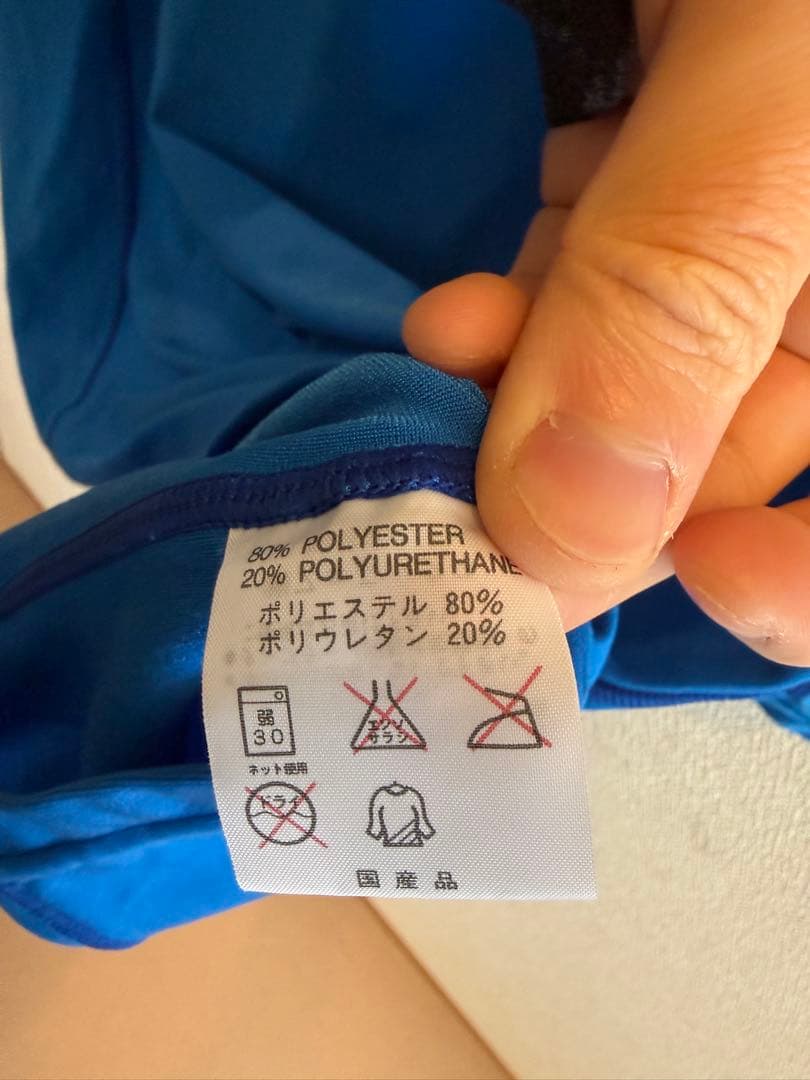 80% POLYESTER
20% POLYURETHANE
ポリエステル 80%
ポリウレタン 20%
弱
30
エンソ
サラシ
ネット使用
ドライ
国産品